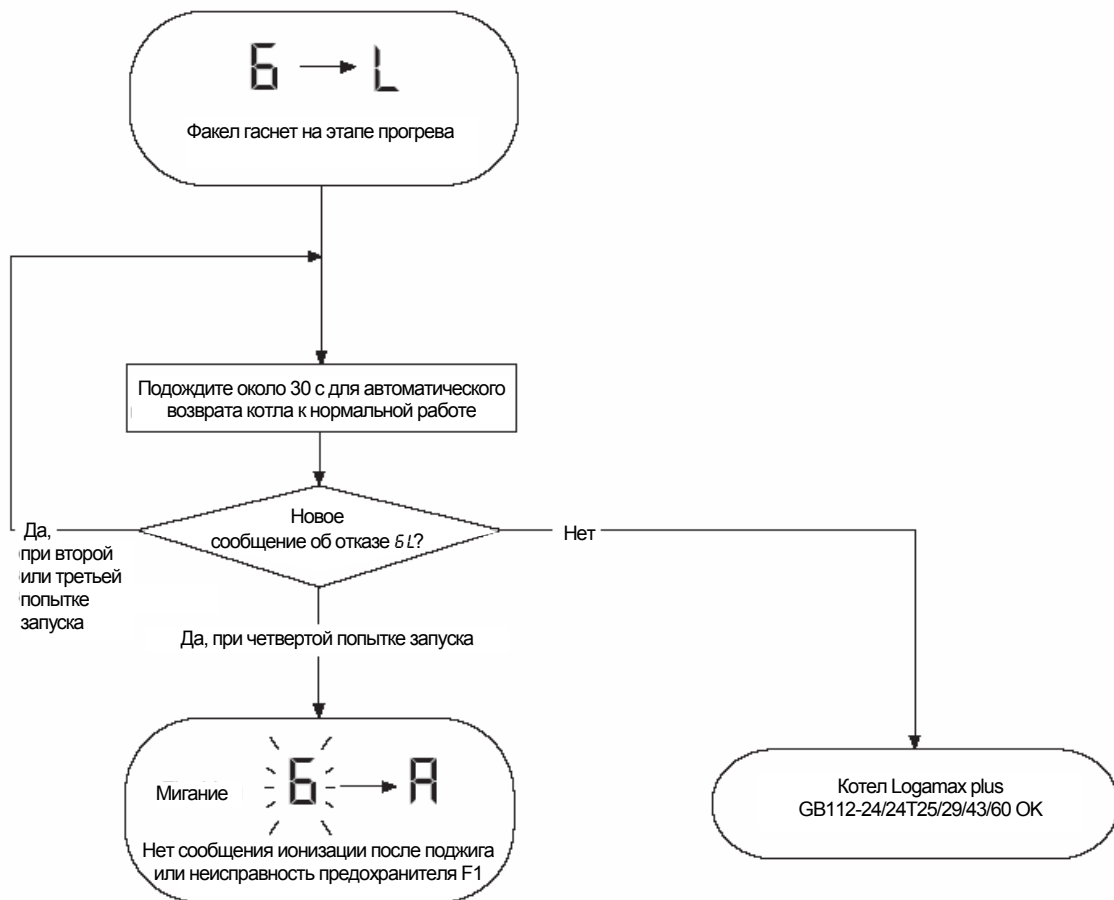 6 L
Факел гаснет на этапе прогрева
Подождите около 30 с для автоматического
возврата котла к нормальной работе
Новое
сообщение об отказе 6L?
Да,
при второй
или третьей
попытке
запуска
Нет
Да, при четвертой попытке запуска
Мигание 6 A
Нет сообщения ионизации после поджига
или неисправность предохранителя F1
Котел Logamax plus
GB112-24/24T25/29/43/60 OK